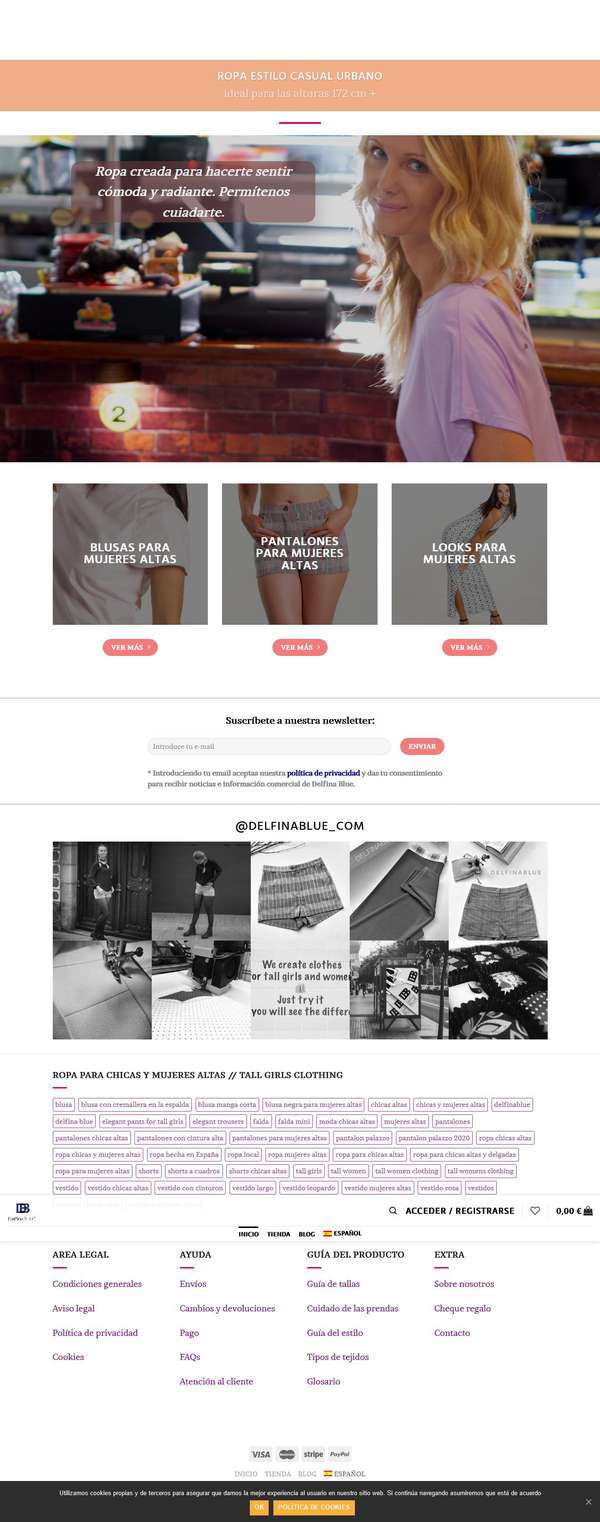 ROPA ESTILO CASUAL URBANO
ideal para las alturas 172 cm +
Ropa creada para hacerte sentir
cómoda y radiante. Permítenos
cuidarte.
2
BLUSAS PARA
MUJERES ALTAS
PANTALONES
PARA MUJERES
ALTAS
LOOKS PARA
MUJERES ALTAS
VER MÁS
VER MÁS
VER MÁS
Suscríbete a nuestra newsletter:
Introduce tu e-mail
ENVIAR
* Introduciendo tu email aceptas nuestra política de privacidad y das tu consentimiento
para recibir noticias e información comercial de Delfina Blue.
@DELFINABLUE_COM
DELFINABLUE
We create clothes
or tall girls and wome
Just try it
you will see the differ
ROPA PARA CHICAS Y MUJERES ALTAS // TALL GIRLS CLOTHING
blusa blusa con cremallera en la espalda blusa manga corta blusa negra para mujeres altas chicas altas chicas y mujeres altas delfinablue
delfina blue elegant pants for tall girls elegant trousers falda falda mini moda chicas altas mujeres altas pantalones
pantalones chicas altas pantalones con cintura alta pantalones para mujeres altas pantalon palazzo pantalon palazzo 2020 ropa chicas altas
ropa chicas y mujeres altas ropa hecha en España ropa local ropa mujeres altas ropa para chicas altas ropa para chicas altas y delgadas
ropa para mujeres altas shorts shorts a cuadros shorts chicas altas tall girls tall women tall women clothing tall womens clothing
vestido vestido chicas altas vestido con cinturon vestido largo vestido leopardo vestido mujeres altas vestido rosa vestidos
ACCEDER / REGISTRARSE
0,00 €
INICIO TIENDA BLOG ESPAÑOL
AREA LEGAL
Condiciones generales
Aviso legal
Política de privacidad
Cookies
AYUDA
Envíos
Cambios y devoluciones
Pago
FAQs
Atención al cliente
GUÍA DEL PRODUCTO
Guía de tallas
Cuidado de las prendas
Guía del estilo
Tipos de tejidos
Glosario
EXTRA
Sobre nosotros
Cheque regalo
Contacto
VISA MasterCard stripe PayPal
INICIO TIENDA BLOG ESPAÑOL
Utilizamos cookies propias y de terceros para asegurar que damos la mejor experiencia al usuario en nuestro sitio web. Si continúa navegando asumiremos que está de acuerdo
OK
POLÍTICA DE COOKIES